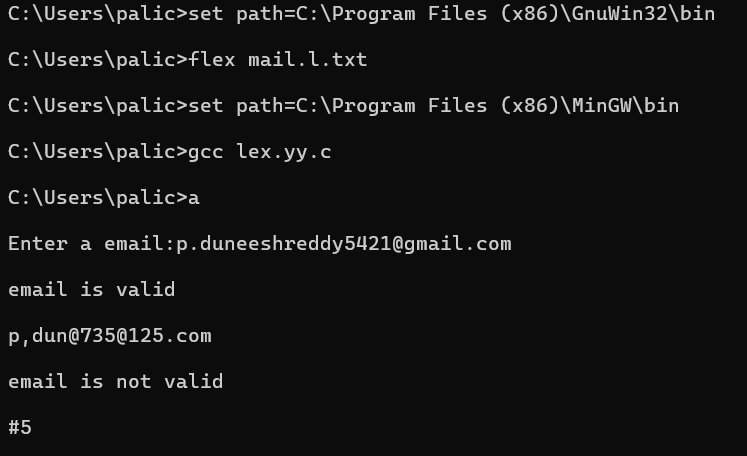 C:\Users\palic>set path=C:\Program Files (x86)\GnuWin32\bin
C:\Users\palic>flex mail.l.txt
C:\Users\palic>set path=C:\Program Files (x86)\MinGW\bin
C:\Users\palic>gcc lex.yy.c
C:\Users\palic>a
Enter a email:p.duneeshreddy5421@gmail.com
email is valid
p,dun@735@125.com
email is not valid
#5